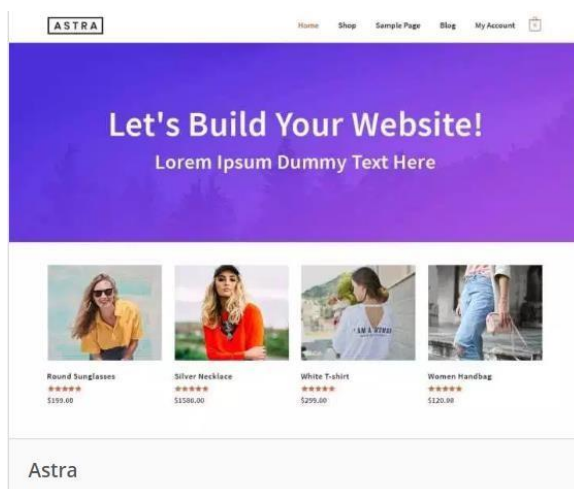 ASTRA
Home Shop Sample Page Blog My Account
Let's Build Your Website!
Lorem Ipsum Dummy Text Here
Round Sunglasses Silver Necklace White T-shirt Women Handbag
$199.00 $1500.00 $299.00 $120.00
Astra